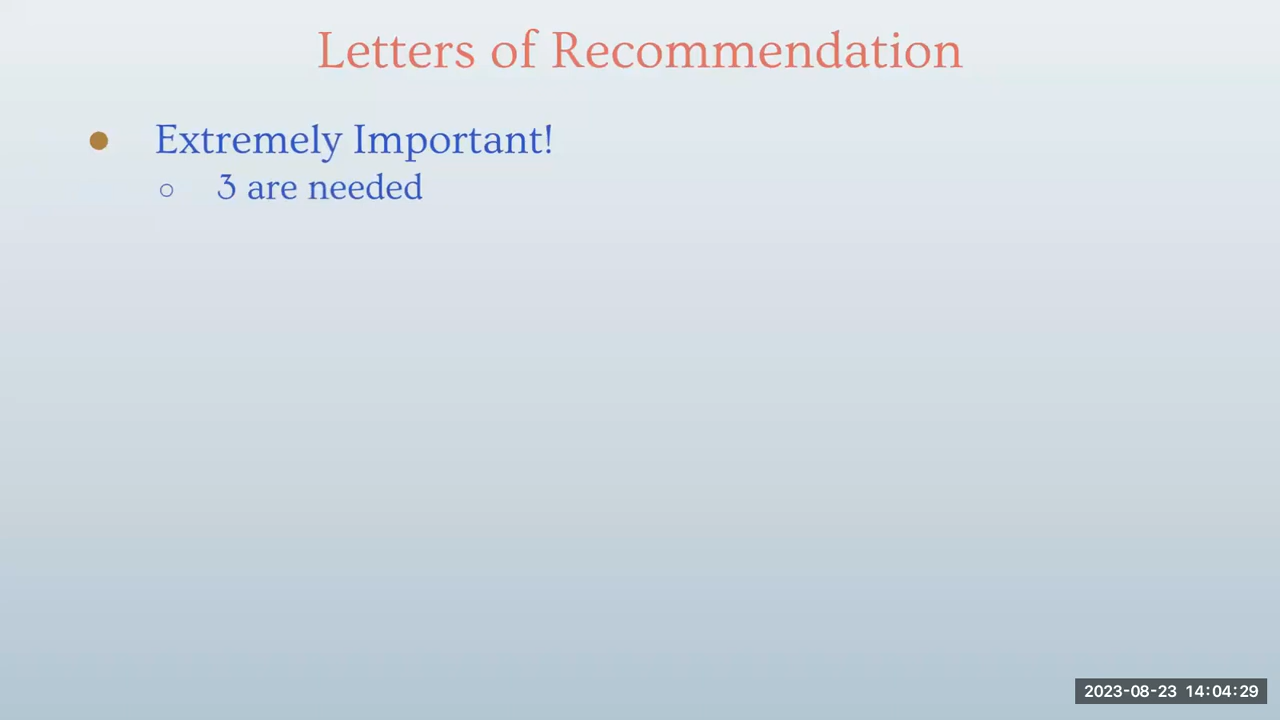 Letters of Recommendation
● Extremely Important!
○ 3 are needed
2023-08-23 14:04:29